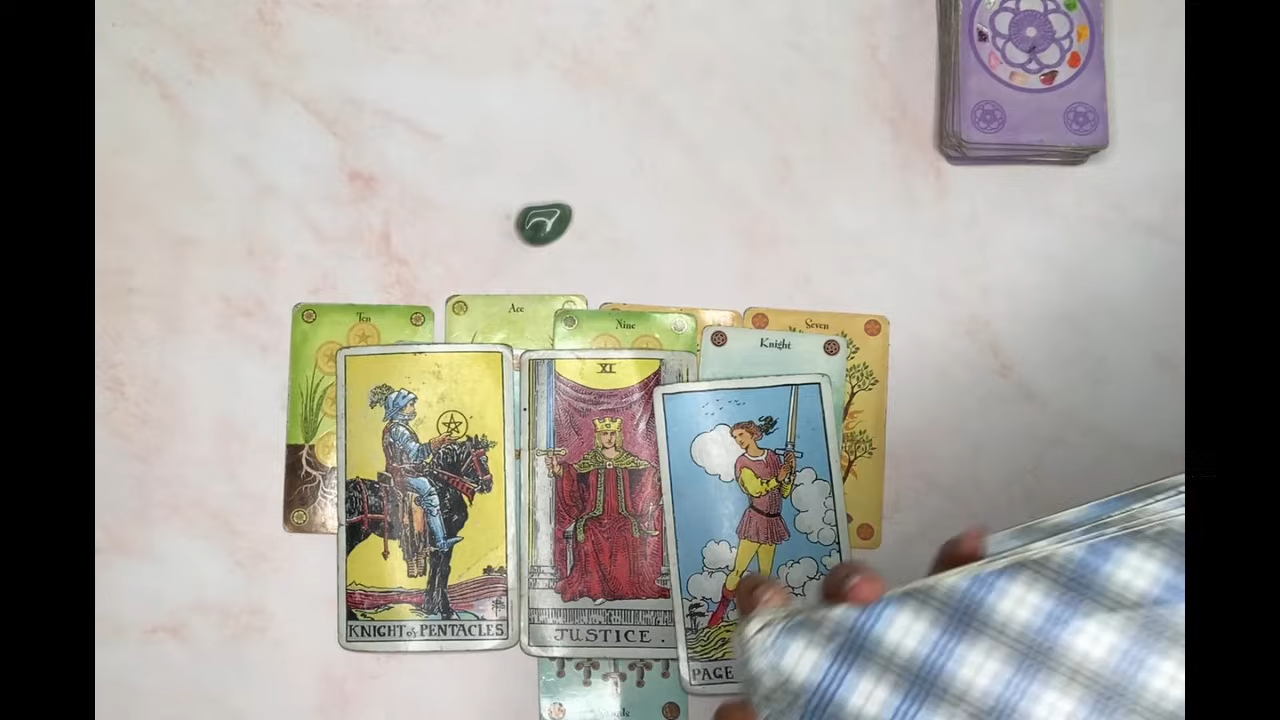 Ten
Ace
Nine
Seven
Knight
XI
KNIGHT of PENTACLES
JUSTICE.
PAGE